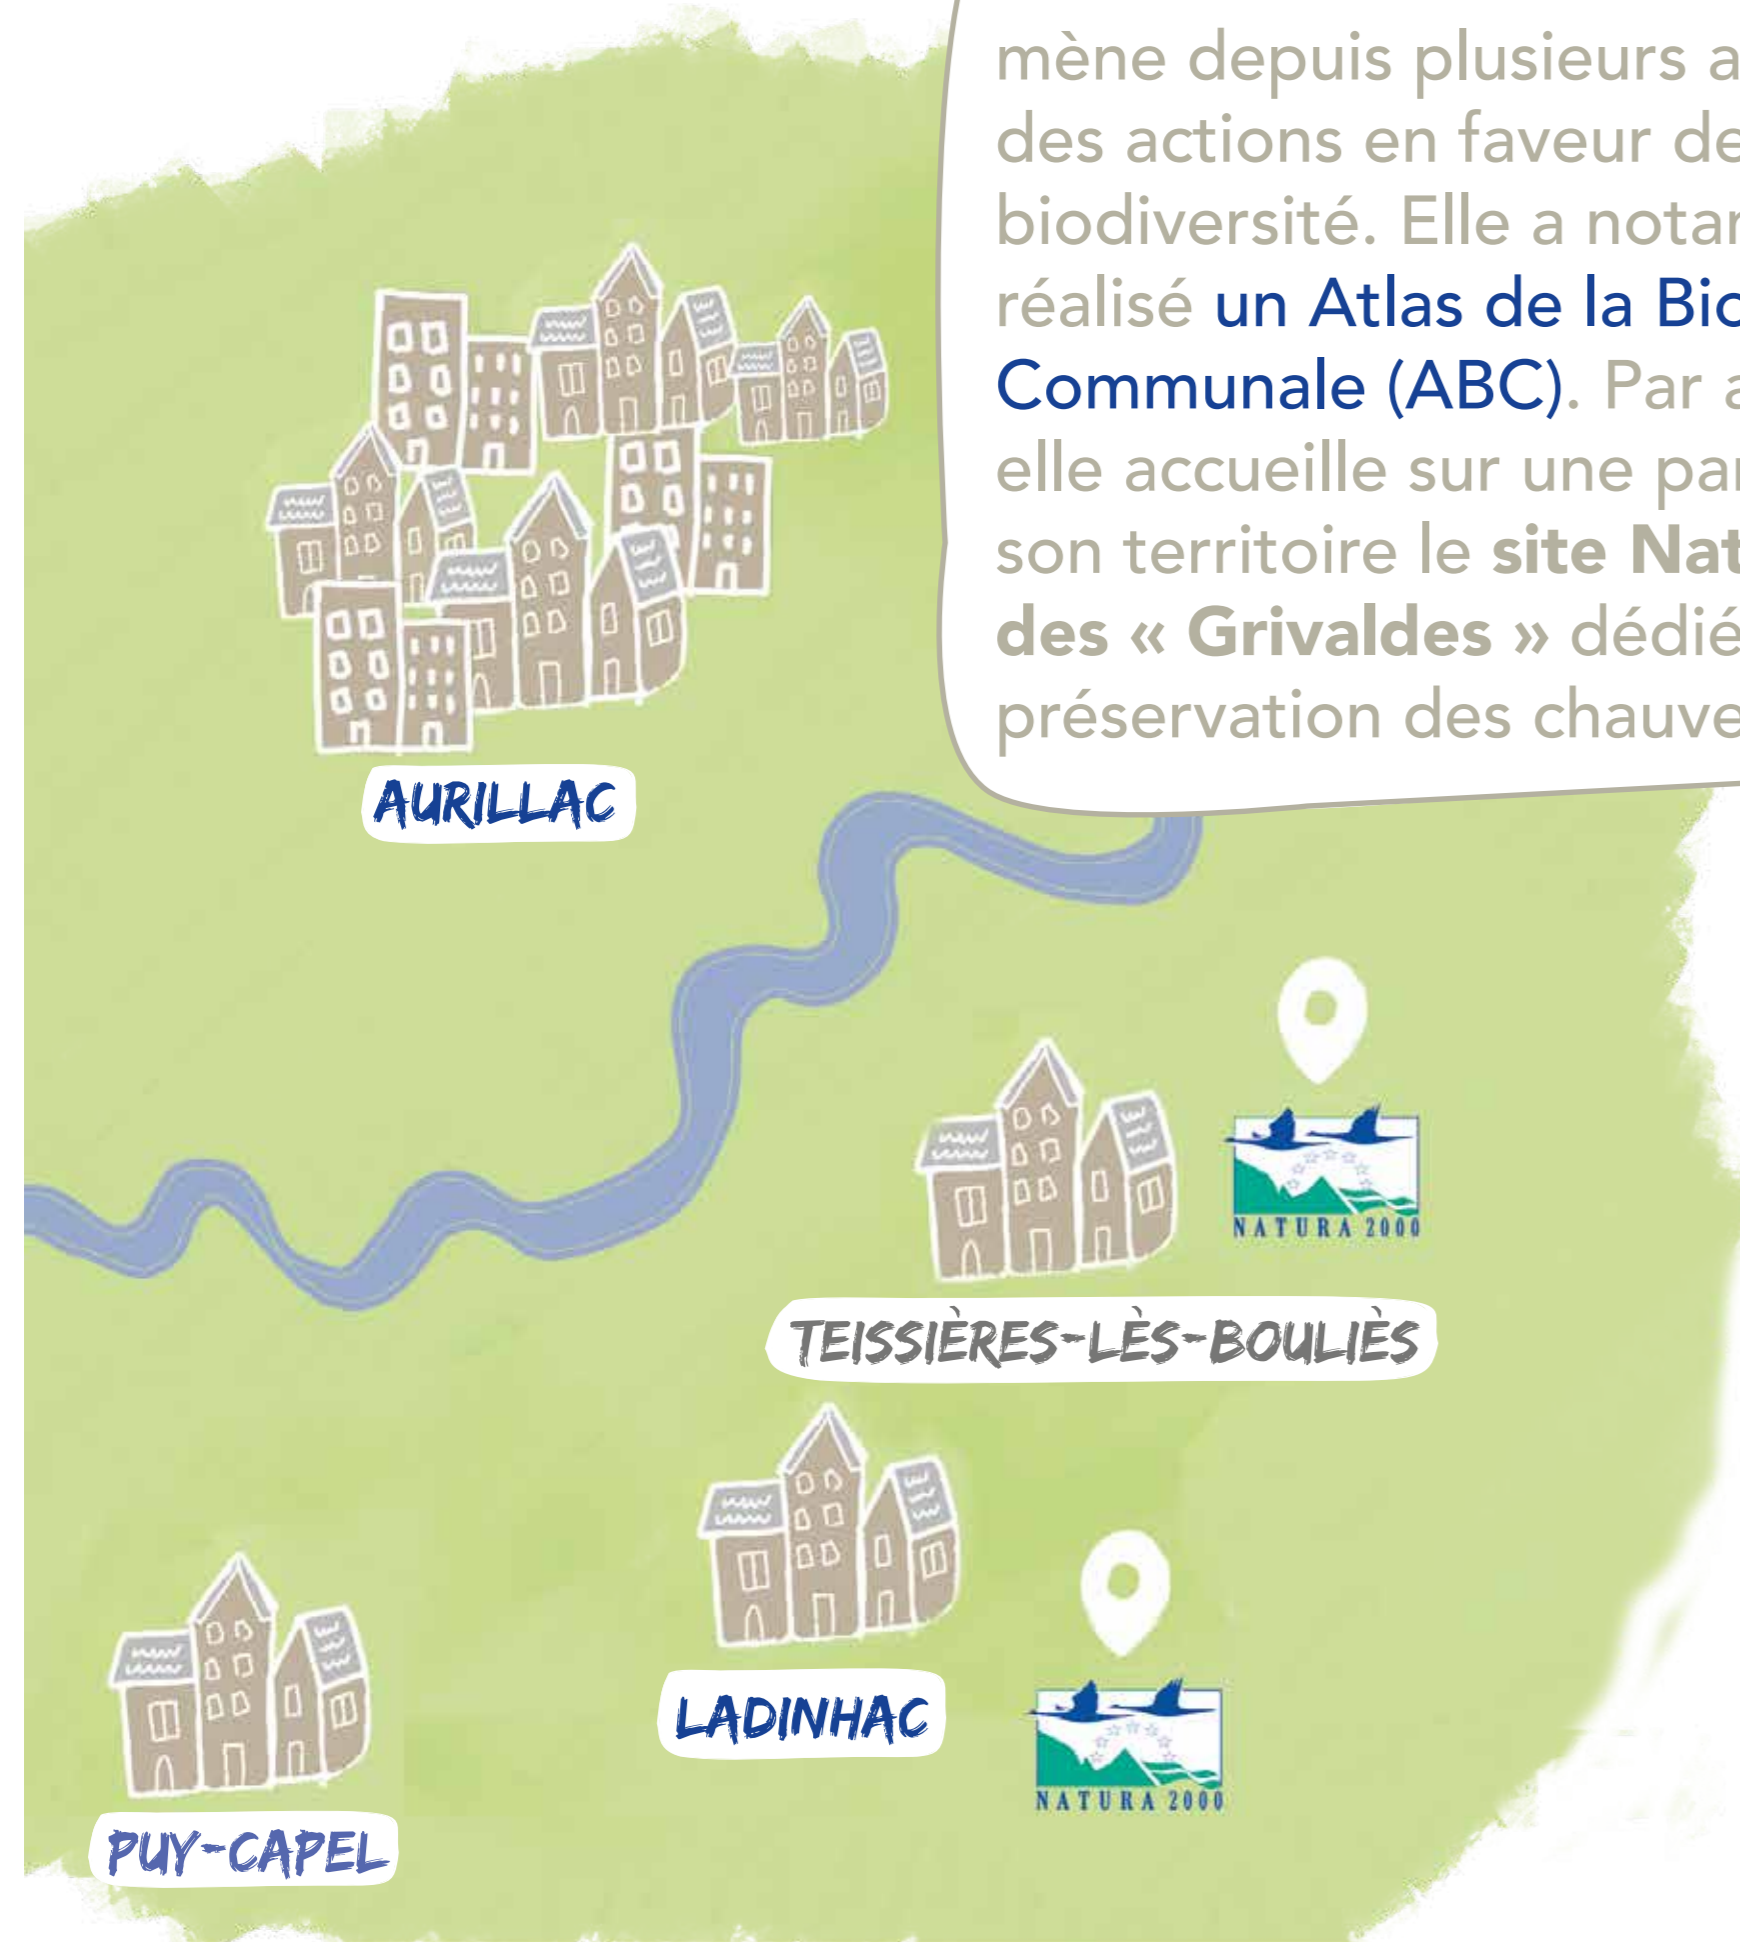 mène depuis plusieurs a
des actions en faveur de
biodiversité. Elle a notar
réalisé un Atlas de la Bio
Communale (ABC). Par a
elle accueille sur une par
son territoire le site Nat
des « Grivaldes » dédié
préservation des chauve
AURILLAC
NATURA 2000
TEISSIÈRES-LÈS-BOULIÈS
LADINHAC
NATURA 2000
PUY-CAPEL